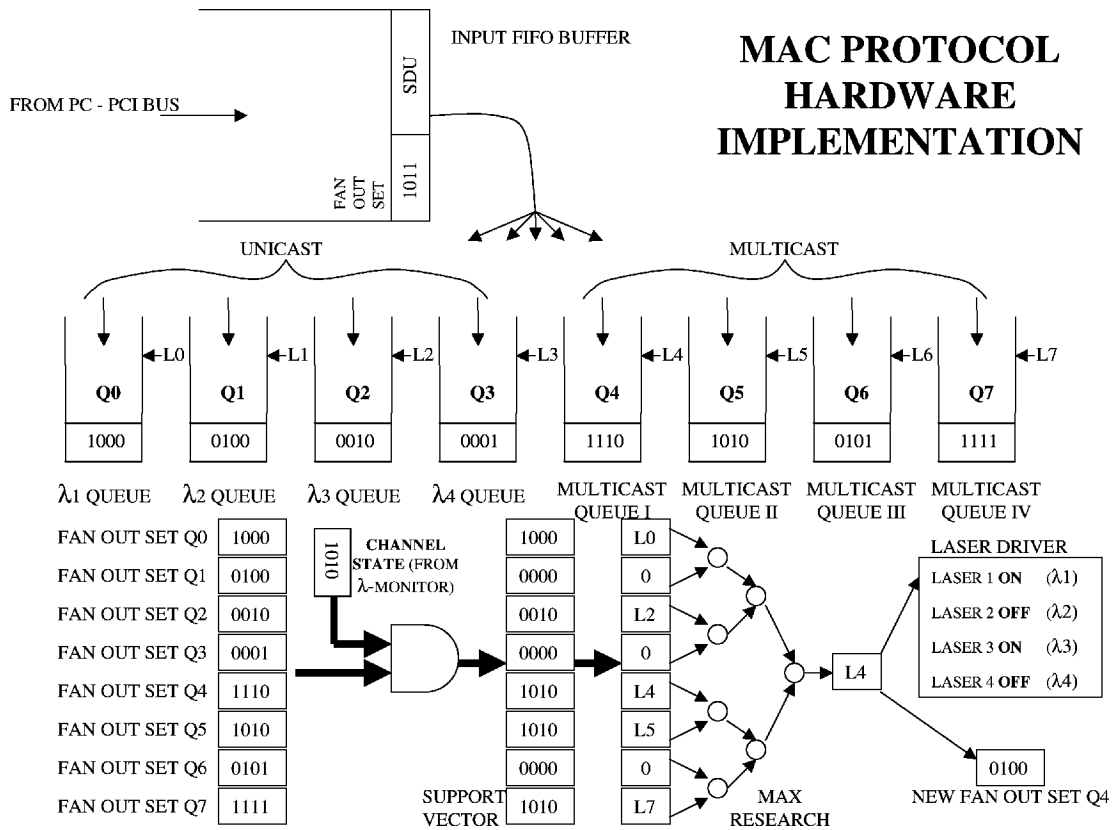 INPUT FIFO BUFFER
MAC PROTOCOL
HARDWARE
IMPLEMENTATION
FROM PC - PCI BUS
SDU
1011
FAN
OUT
SET
UNICAST
MULTICAST
L0 L1 L2 L3 L4 L5 L6 L7
Q0 Q1 Q2 Q3 Q4 Q5 Q6 Q7
1000 0100 0010 0001 1110 1010 0101 1111
λ1 QUEUE
λ2 QUEUE
λ3 QUEUE
λ4 QUEUE
MULTICAST
QUEUE I
MULTICAST
QUEUE II
MULTICAST
QUEUE III
MULTICAST
QUEUE IV
FAN OUT SET Q0 1000
FAN OUT SET Q1 0100
FAN OUT SET Q2 0010
FAN OUT SET Q3 0001
FAN OUT SET Q4 1110
FAN OUT SET Q5 1010
FAN OUT SET Q6 0101
FAN OUT SET Q7 1111
1010
CHANNEL
STATE (FROM
λ-MONITOR)
1000
0000
0010
0000
1010
1010
0000
1010
SUPPORT
VECTOR
L0
0
L2
0
L4
L5
0
L7
MAX
RESEARCH
L4
LASER DRIVER
LASER 1 ON (λ1)
LASER 2 OFF (λ2)
LASER 3 ON (λ3)
LASER 4 OFF (λ4)
0100
NEW FAN OUT SET Q4